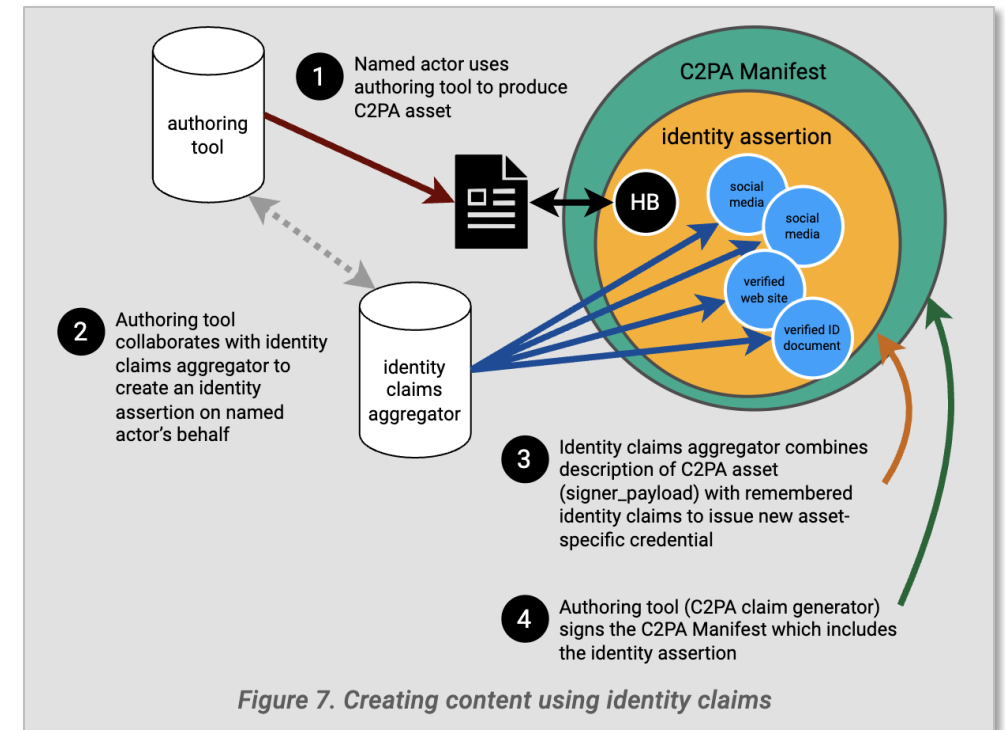 authoring
tool
1
Named actor uses
authoring tool to produce
C2PA asset
C2PA Manifest
identity assertion
HB
social
media
social
media
verified
web site
verified ID
document
2
Authoring tool
collaborates with identity
claims aggregator to
create an identity
assertion on named
actor’s behalf
identity
claims
aggregator
3
Identity claims aggregator combines
description of C2PA asset
(signer_payload) with remembered
identity claims to issue new asset-
specific credential
4
Authoring tool (C2PA claim generator)
signs the C2PA Manifest which includes
the identity assertion
Figure 7. Creating content using identity claims